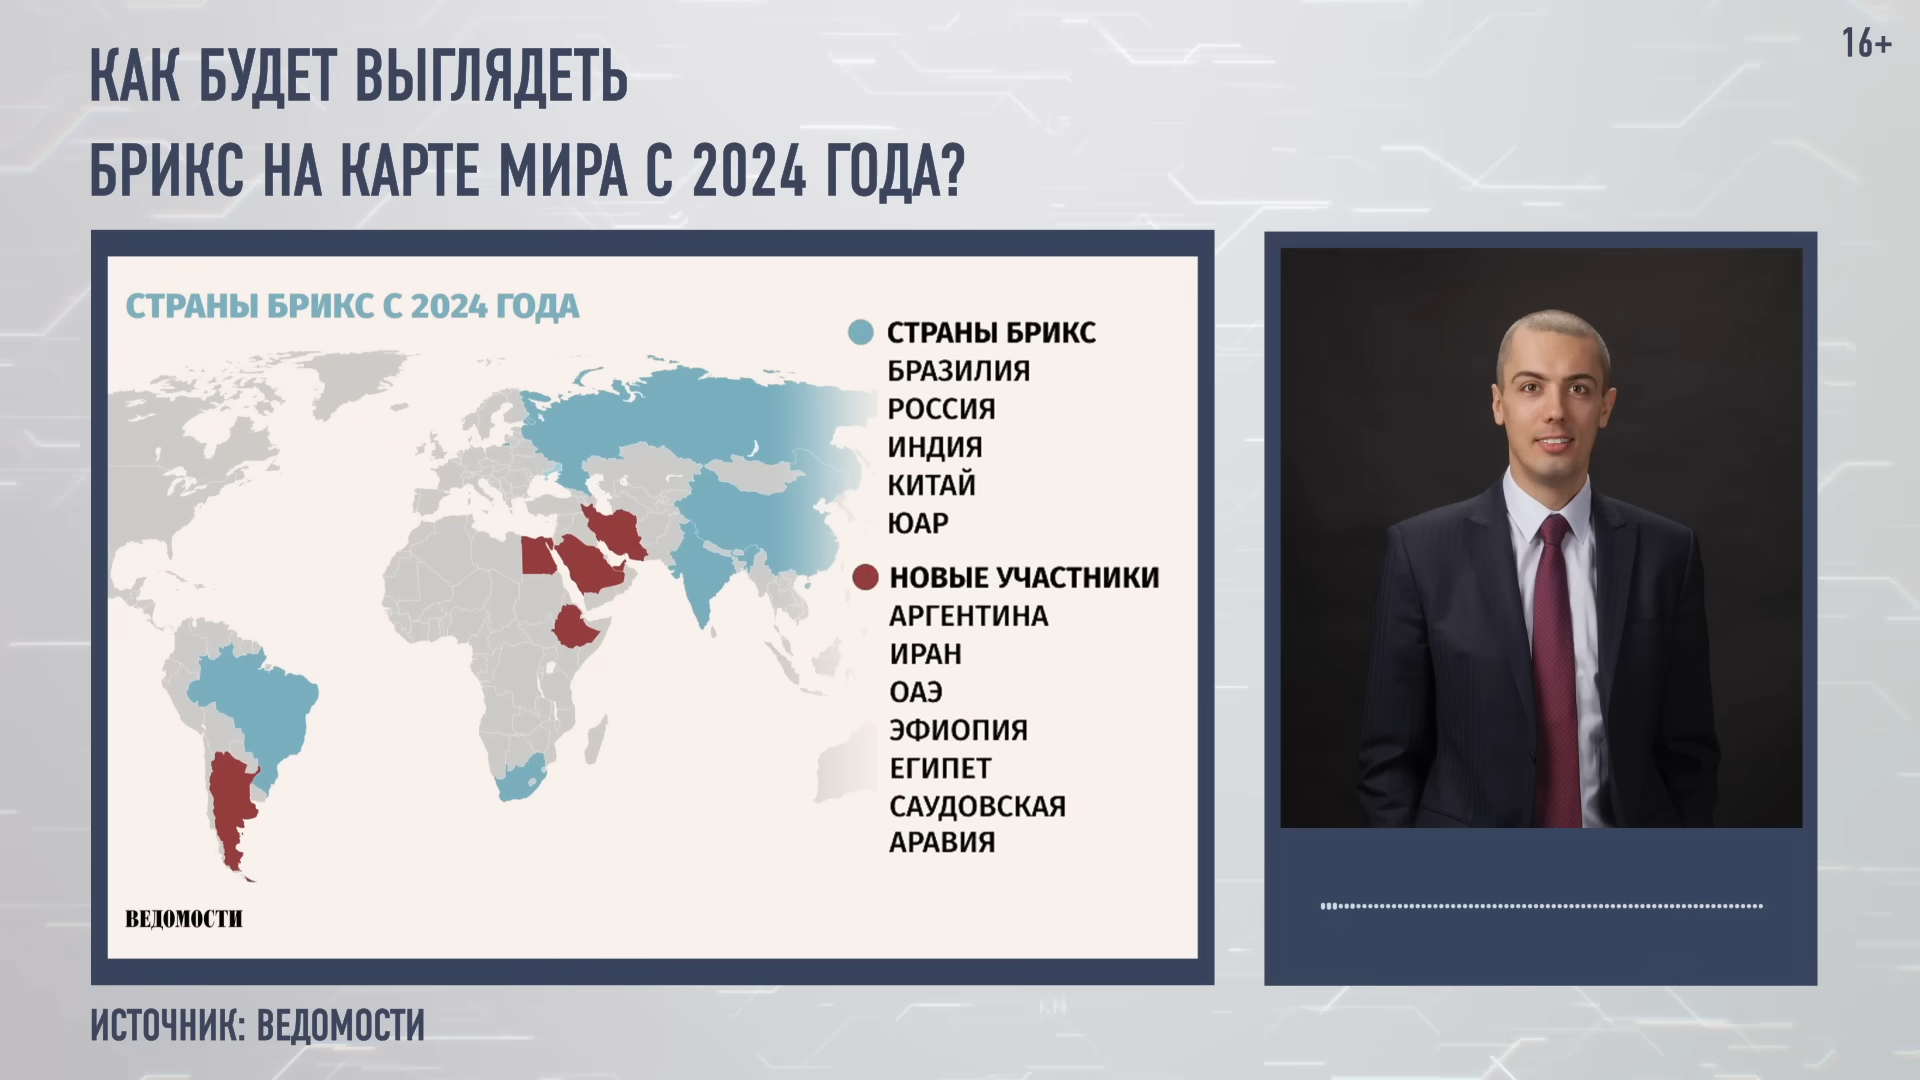 КАК БУДЕТ ВЫГЛЯДЕТЬ
БРИКС НА КАРТЕ МИРА С 2024 ГОДА?
16+
СТРАНЫ БРИКС С 2024 ГОДА
СТРАНЫ БРИКС
БРАЗИЛИЯ
РОССИЯ
ИНДИЯ
КИТАЙ
ЮАР
НОВЫЕ УЧАСТНИКИ
АРГЕНТИНА
ИРАН
ОАЭ
ЭФИОПИЯ
ЕГИПЕТ
САУДОВСКАЯ
АРАВИЯ
ВЕДОМОСТИ
ИСТОЧНИК: ВЕДОМОСТИ